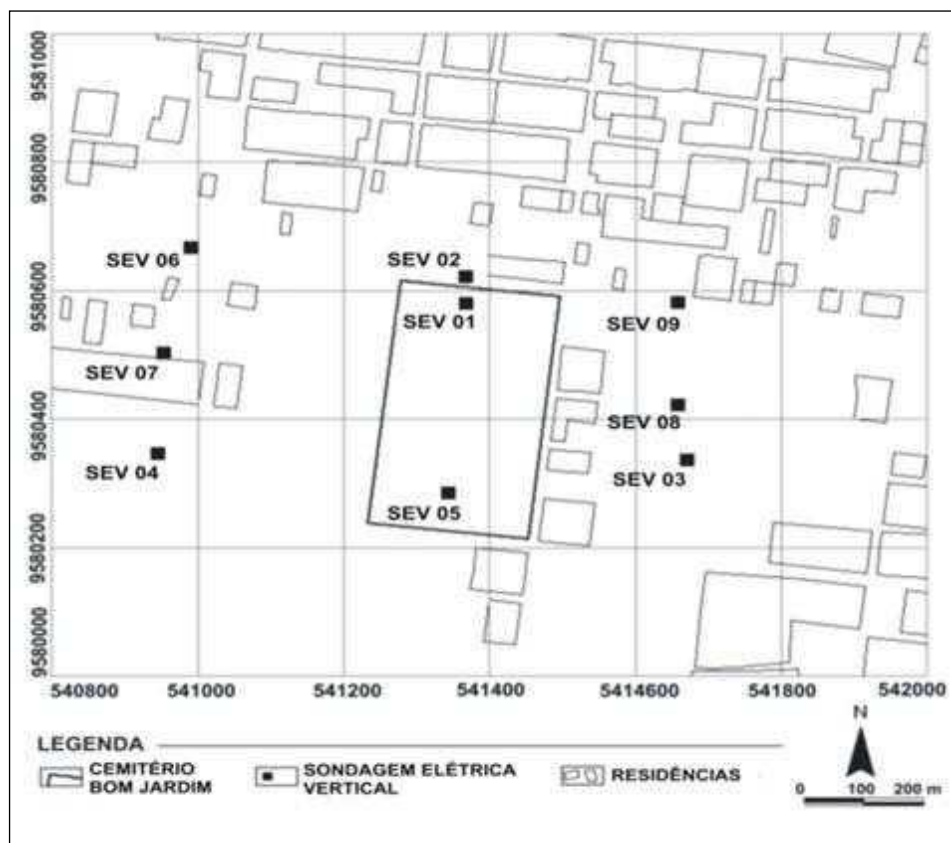 9581000
9580800
9580600
9580400
9580200
9580000
SEV 06
SEV 02
SEV 01
SEV 09
SEV 07
SEV 08
SEV 04
SEV 03
SEV 05
540800 541000 541200 541400 5414600 541800 542000
LEGENDA
CEMITÉRIO
BOM JARDIM
SONDAGEM ELÉTRICA
VERTICAL
RESIDÊNCIAS
N
0 100 200 m